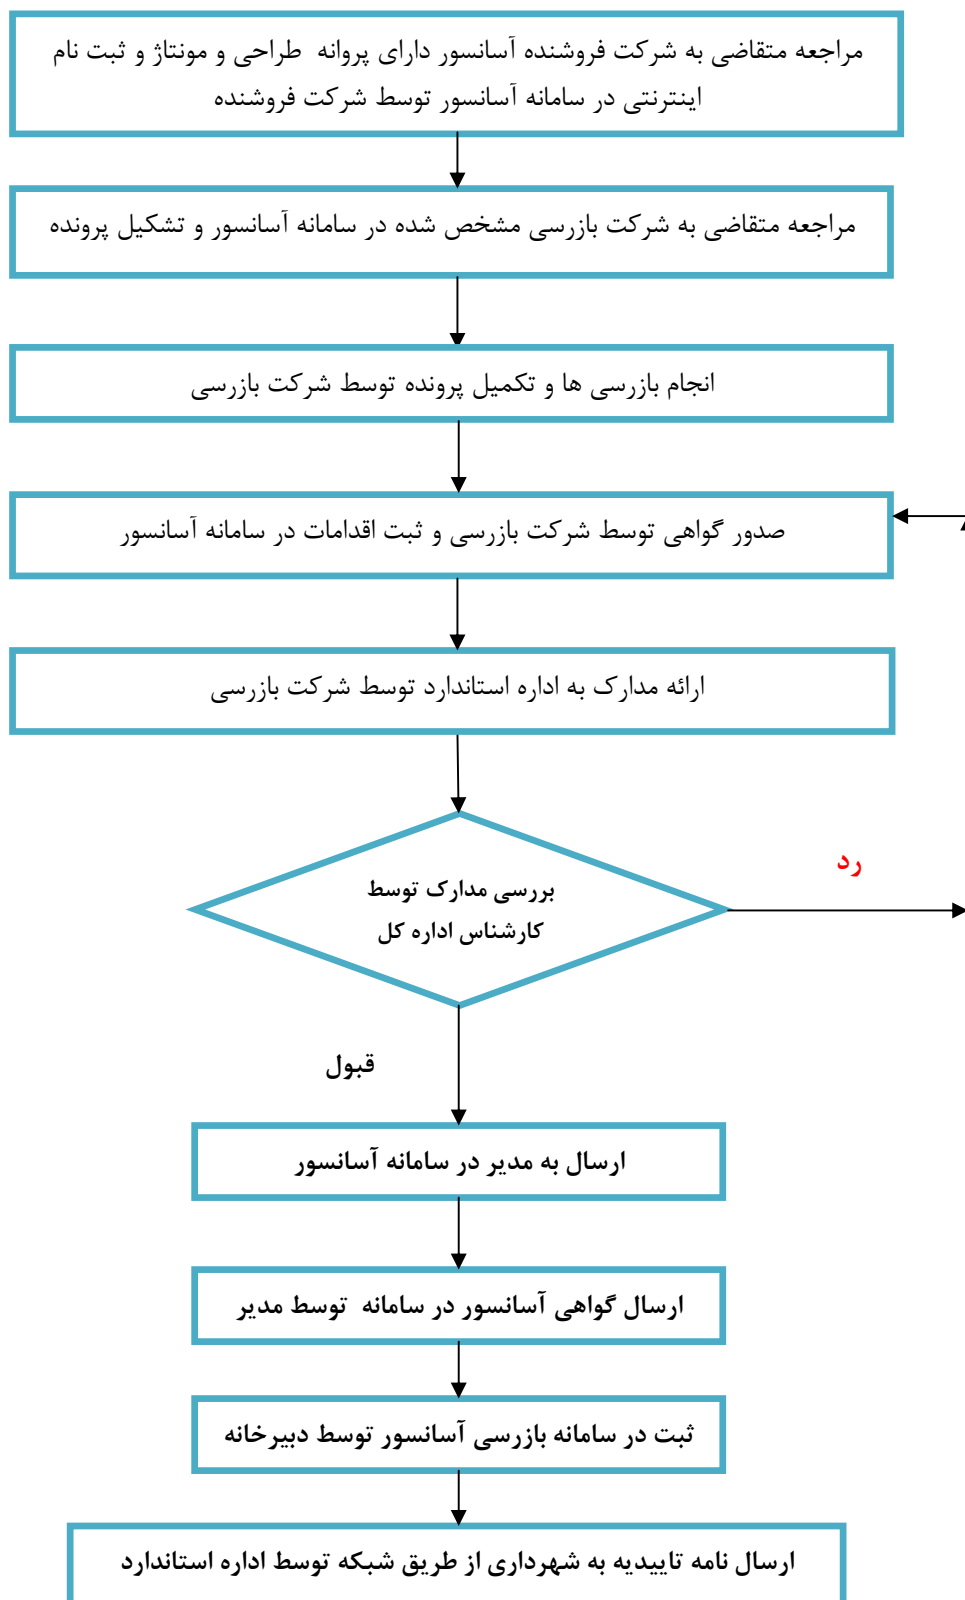 مراجعه متقاضی به شرکت فروشنده آسانسور دارای پروانه طراحی و مونتاژ و ثبت نام
اینترنتی در سامانه آسانسور توسط شرکت فروشنده
مراجعه متقاضی به شرکت بازرسی مشخص شده در سامانه آسانسور و تشکیل پرونده
انجام بازرسی ها و تکمیل پرونده توسط شرکت بازرسی
صدور گواهی توسط شرکت بازرسی و ثبت اقدامات در سامانه آسانسور
ارائه مدارک به اداره استاندارد توسط شرکت بازرسی
رد
بررسی مدارک توسط
کارشناس اداره کل
قبول
ارسال به مدیر در سامانه آسانسور
ارسال گواهی آسانسور در سامانه توسط مدیر
ثبت در سامانه بازرسی آسانسور توسط دبیرخانه
ارسال نامه تاییدیه به شهرداری از طریق شبکه توسط اداره استاندارد